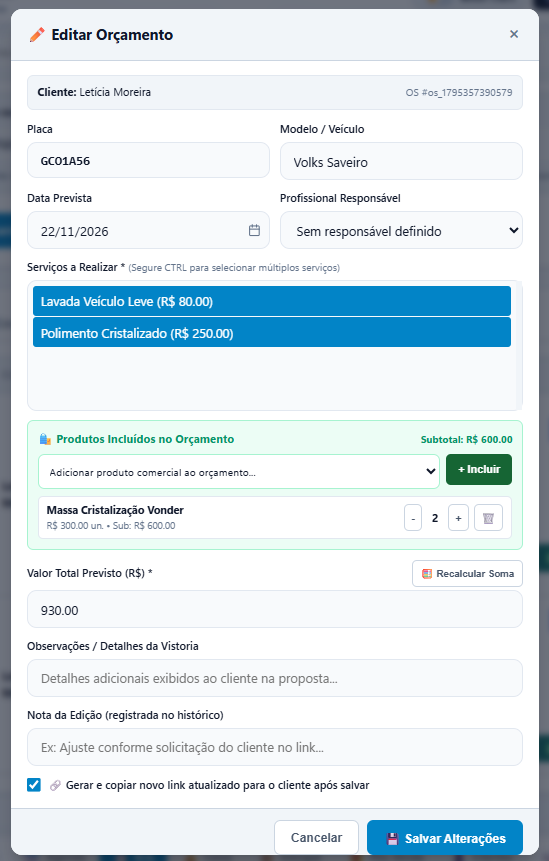 Editar Orçamento
×
Cliente: Letícia Moreira OS #os_1795357390579
Placa Modelo / Veículo
GCO1A56 Volks Saveiro
Data Prevista Profissional Responsável
22/11/2026 Sem responsável definido
Serviços a Realizar * (Segure CTRL para selecionar múltiplos serviços)
Lavada Veículo Leve (R$ 80.00)
Polimento Cristalizado (R$ 250.00)
Produtos Incluídos no Orçamento Subtotal: R$ 600.00
Adicionar produto comercial ao orçamento... + Incluir
Massa Cristalização Vonder
R$ 300.00 un. • Sub: R$ 600.00
- 2 +
Valor Total Previsto (R$) * Recalcular Soma
930.00
Observações / Detalhes da Vistoria
Detalhes adicionais exibidos ao cliente na proposta...
Nota da Edição (registrada no histórico)
Ex: Ajuste conforme solicitação do cliente no link...
Gerar e copiar novo link atualizado para o cliente após salvar
Cancelar Salvar Alterações